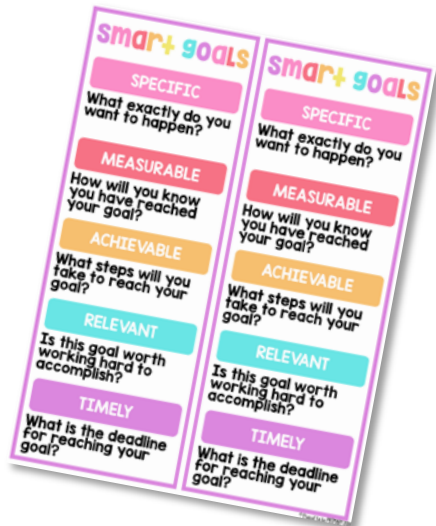 smart goals
SPECIFIC
What exactly do you
want to happen?
MEASURABLE
How will you know
you have reached
your goal?
ACHIEVABLE
What steps will you
take to reach your
goal?
RELEVANT
Is this goal worth
working hard to
accomplish?
TIMELY
What is the deadline
for reaching your
goal?
smart goals
SPECIFIC
What exactly do you
want to happen?
MEASURABLE
How will you know
you have reached
your goal?
ACHIEVABLE
What steps will you
take to reach your
goal?
RELEVANT
Is this goal worth
working hard to
accomplish?
TIMELY
What is the deadline
for reaching your
goal?